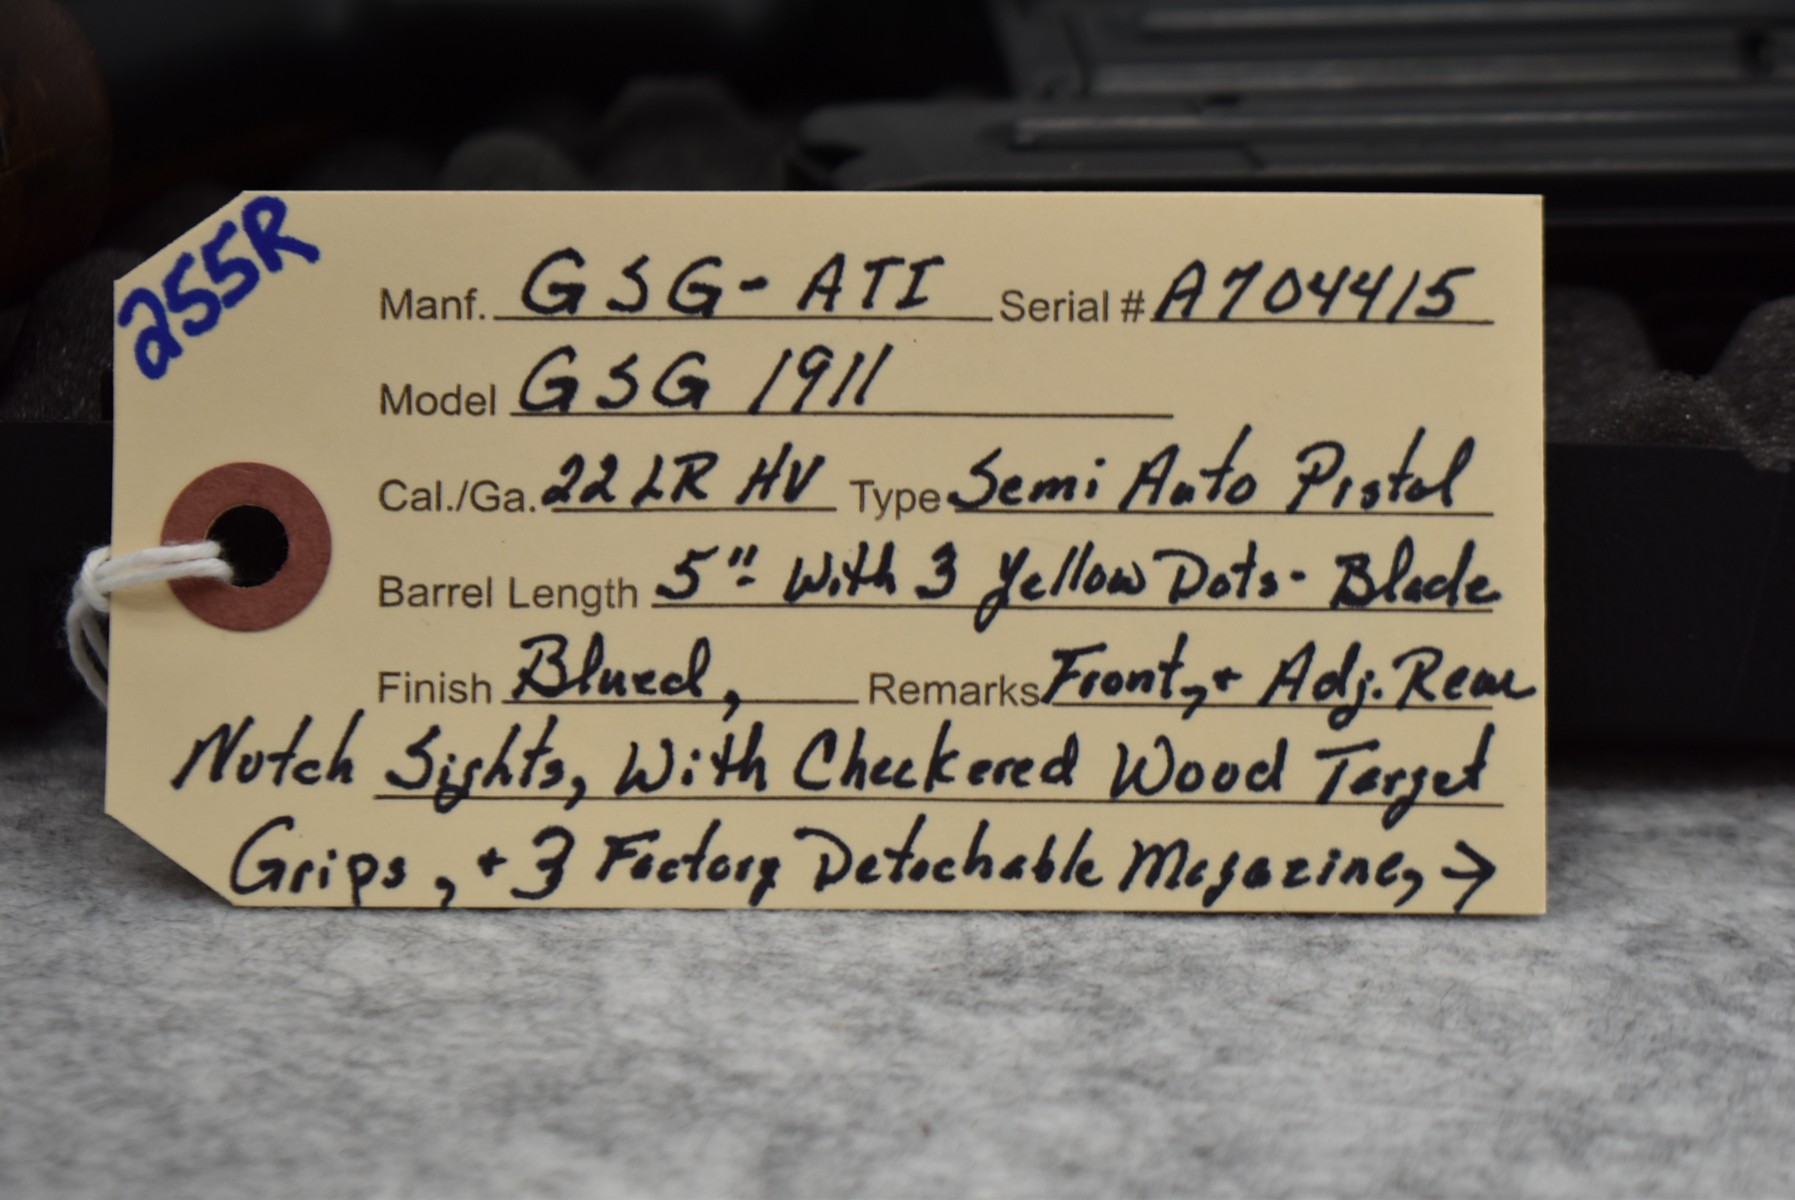 255R
Manf. GSG-ATI Serial # A704415
Model GSG 1911
Cal./Ga. 22 LR HV Type Semi Auto Pistol
Barrel Length 5" With 3 Yellow Dots - Blade
Finish Blued, Remarks Front, + Adj. Rear
Notch Sights, With Checkered Wood Target
Grips, + 3 Factory Detachable Magazine, →